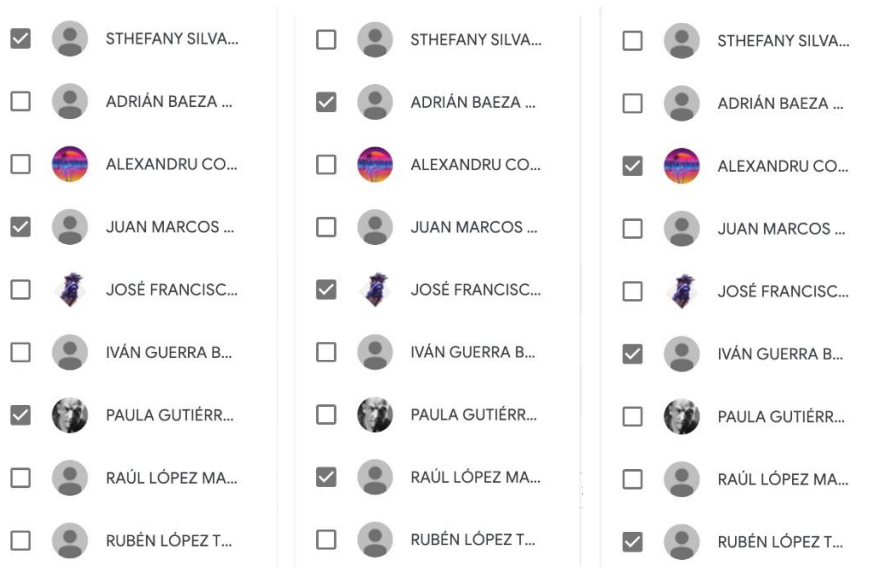 STHEFANY SILVA...
ADRIÁN BAEZA ...
ALEXANDRU CO...
JUAN MARCOS ...
JOSÉ FRANCISC...
IVÁN GUERRA B...
PAULA GUTIÉRR...
RAÚL LÓPEZ MA...
RUBÉN LÓPEZ T...
STHEFANY SILVA...
ADRIÁN BAEZA ...
ALEXANDRU CO...
JUAN MARCOS ...
JOSÉ FRANCISC...
IVÁN GUERRA B...
PAULA GUTIÉRR...
RAÚL LÓPEZ MA...
RUBÉN LÓPEZ T...
STHEFANY SILVA...
ADRIÁN BAEZA ...
ALEXANDRU CO...
JUAN MARCOS ...
JOSÉ FRANCISC...
IVÁN GUERRA B...
PAULA GUTIÉRR...
RAÚL LÓPEZ MA...
RUBÉN LÓPEZ T...